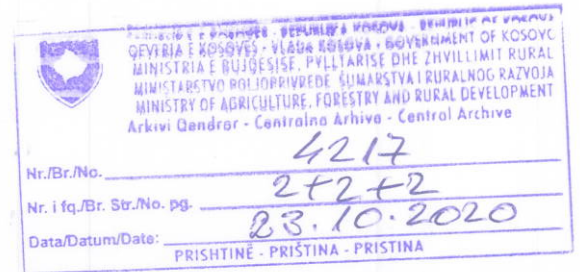 REPUBLIKA KOSOVA - REPUBLIC OF KOSOVO
QEVERIA E KOSOVËS - VLADA KOSOVA - GOVERNMENT OF KOSOVO
MINISTRIA E BUJQËSISË, PYLLTARISË DHE ZHVILLIMIT RURAL
MINISTARSTVO POLJOPRIVREDE ŠUMARSTVA I RURALNOG RAZVOJA
MINISTRY OF AGRICULTURE, FORESTRY AND RURAL DEVELOPMENT
Arkivi Qendror - Centralna Arhiva - Central Archive
Nr./Br./No. 4217
Nr. i fq./Br. Str./No. pg. 2+2+2
Data/Datum/Date: 23.10.2020
PRISHTINË - PRIŠTINA - PRISTINA